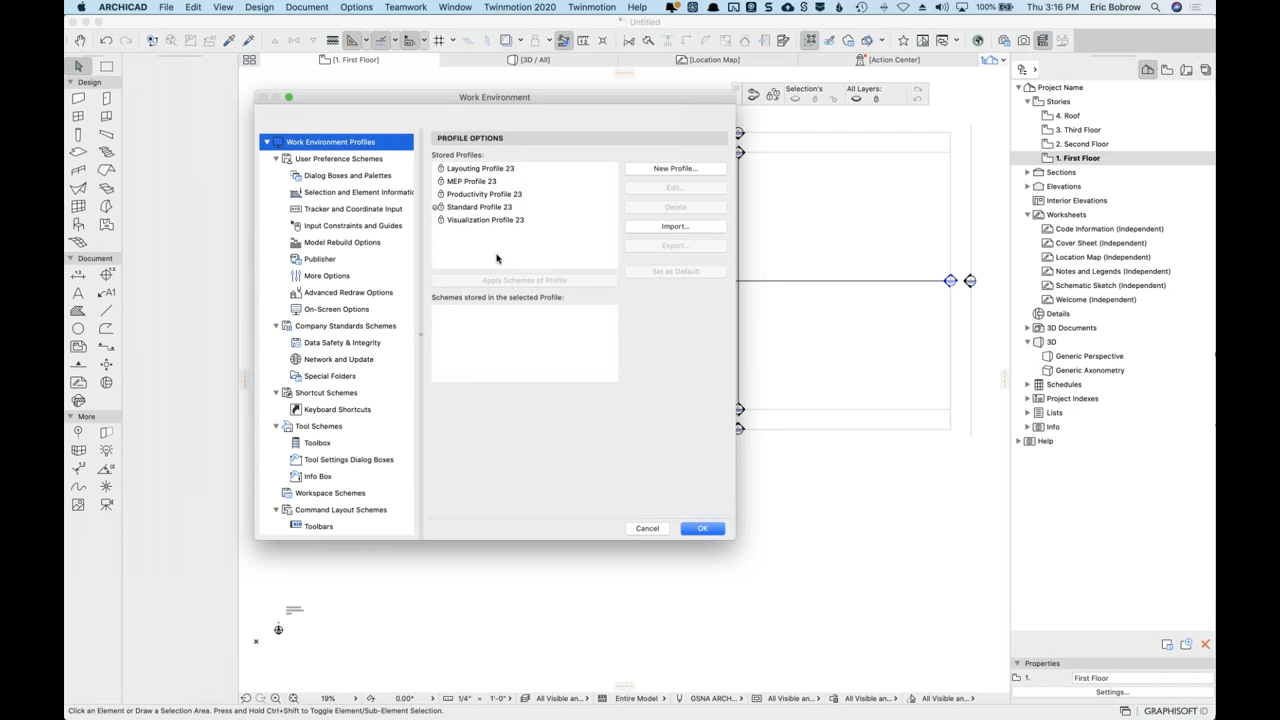 ARCHICAD File Edit View Design Document Options Teamwork Window Twinmotion 2020 Twinmotion Help 100% Thu 3:16 PM Eric Bobrow
Untitled
[1. First Floor] [3D / All] [Location Map] [Action Center]
Design
Document
More
Selection's All Layers:
Work Environment
Work Environment Profiles
User Preference Schemes
Dialog Boxes and Palettes
Selection and Element Informatic
Tracker and Coordinate Input
Input Constraints and Guides
Model Rebuild Options
Publisher
More Options
Advanced Redraw Options
On-Screen Options
Company Standards Schemes
Data Safety & Integrity
Network and Update
Special Folders
Shortcut Schemes
Keyboard Shortcuts
Tool Schemes
Toolbox
Tool Settings Dialog Boxes
Info Box
Workspace Schemes
Command Layout Schemes
Toolbars
PROFILE OPTIONS
Stored Profiles:
Layouting Profile 23
MEP Profile 23
Productivity Profile 23
Standard Profile 23
Visualization Profile 23
New Profile...
Edit...
Delete
Import...
Export...
Set as Default
Apply Schemes of Profile
Schemes stored in the selected Profile:
Cancel OK
Project Name
Stories
4. Roof
3. Third Floor
2. Second Floor
1. First Floor
Sections
Elevations
Interior Elevations
Worksheets
Code Information (Independent)
Cover Sheet (Independent)
Location Map (Independent)
Notes and Legends (Independent)
Schematic Sketch (Independent)
Welcome (Independent)
Details
3D Documents
3D
Generic Perspective
Generic Axonometry
Schedules
Project Indexes
Lists
Info
Help
Properties
1. First Floor
Settings...
19% 0.00° 1/4" = 1'-0" All Visible an... Entire Model GSNA ARCH... All Visible an... All Visible an... All Visible an...
Click an Element or Draw a Selection Area. Press and Hold Ctrl+Shift to Toggle Element/Sub-Element Selection.
GRAPHISOFT ID